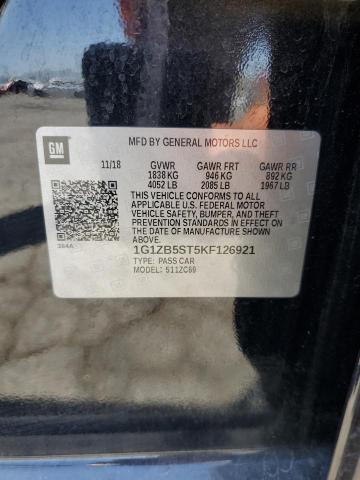 GM
MFD BY GENERAL MOTORS LLC
11/18 GVWR GAWR FRT GAWR RR
1838 KG 946 KG 892 KG
4052 LB 2085 LB 1967 LB
THIS VEHICLE CONFORMS TO ALL
APPLICABLE U.S. FEDERAL MOTOR
VEHICLE SAFETY, BUMPER, AND THEFT
PREVENTION STANDARDS IN EFFECT ON
THE DATE OF MANUFACTURE SHOWN
ABOVE.
384A
1G1ZB5ST5KF126921
TYPE: PASS CAR
MODEL: 511ZC69